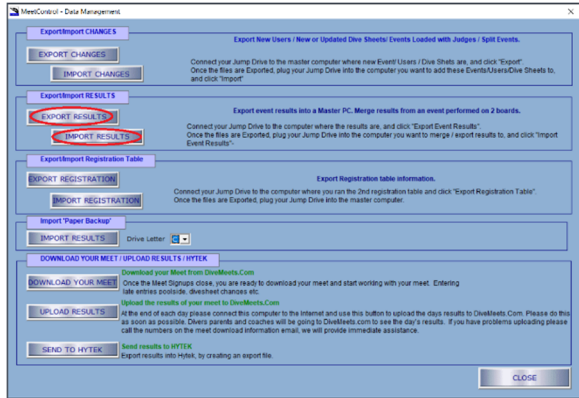 MeetControl - Data Management
Export/Import CHANGES
Export New Users / New or Updated Dive Sheets/ Events Loaded with Judges / Split Events.
EXPORT CHANGES
Connect your Jump Drive to the computer where new Event/ Users / Dive Shets are, and click "Export"
Once the files are Exported, plug your Jump Drive into the computer you want to add these Events/Users/Dive Sheets to,
and click "Import"
IMPORT CHANGES
Export/Import RESULTS
Export event results into a Master PC. Merge results from an event performed on 2 boards.
EXPORT RESULTS
Connect your Jump Drive to the computer where the results are, and click "Export Event Results".
Once the files are Exported, plug your Jump Drive into the computer you want to merge / export results to, and click "Import
Event Results"-
IMPORT RESULTS
Export/Import Registration Table
EXPORT REGISTRATION
Export Registration table information.
Connect your Jump Drive to the computer where you ran the 2nd registration table and click "Export Registration Table".
Once the files are Exported, plug your Jump Drive into the master computer.
IMPORT REGISTRATION
Import 'Paper Backup'
IMPORT RESULTS
Drive Letter
C
DOWNLOAD YOUR MEET / UPLOAD RESULTS / HYTEK
Download your Meet from DiveMeets.Com
DOWNLOAD YOUR MEET
Once the Meet Signups close, you are ready to download your meet and start working with your meet. Entering
late entries poolside, divesheet changes etc.
Upload the results of your meet to DiveMeets.Com
UPLOAD RESULTS
At the end of each day please connect this computer to the Internet and use this button to upload the days results to DiveMeets.Com. Please do this
as soon as possible. Divers parents and coaches will be going to DiveMeets.com to see the day's results. If you have problems uploading please
call the numbers on the meet download information email, we will provide immediate assistance.
Send results to HYTEK
SEND TO HYTEK
Export results into Hytek, by creating an export file.
CLOSE